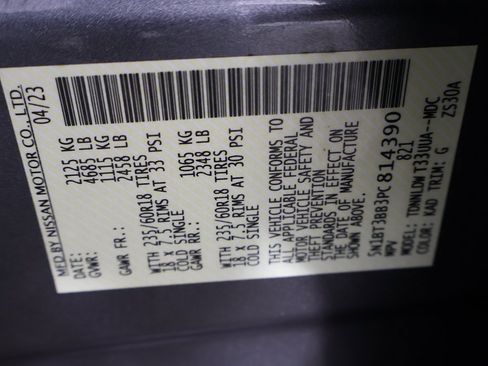 MFD BY NISSAN MOTOR CO., LTD.
04/23
GVWR: 2125 KG
4685 LB
GAWR FR.: 1115 KG
2458 LB
WITH 235/60R18 TIRES
18 X 7.5 RIMS AT 33 PSI
COLD SINGLE
GAWR RR.: 1065 KG
2348 LB
WITH 235/60R18 TIRES
18 X 7.5 RIMS AT 30 PSI
COLD SINGLE
THIS VEHICLE CONFORMS TO
ALL APPLICABLE FEDERAL
MOTOR VEHICLE SAFETY AND
THEFT PREVENTION
STANDARDS IN EFFECT ON
THE DATE OF MANUFACTURE
SHOWN ABOVE.
5N1BT3BB3PC814390
MPV 821
MODEL: TDNNLDW T33UUA--MDC
COLOR: KAD TRIM: G ZS30A